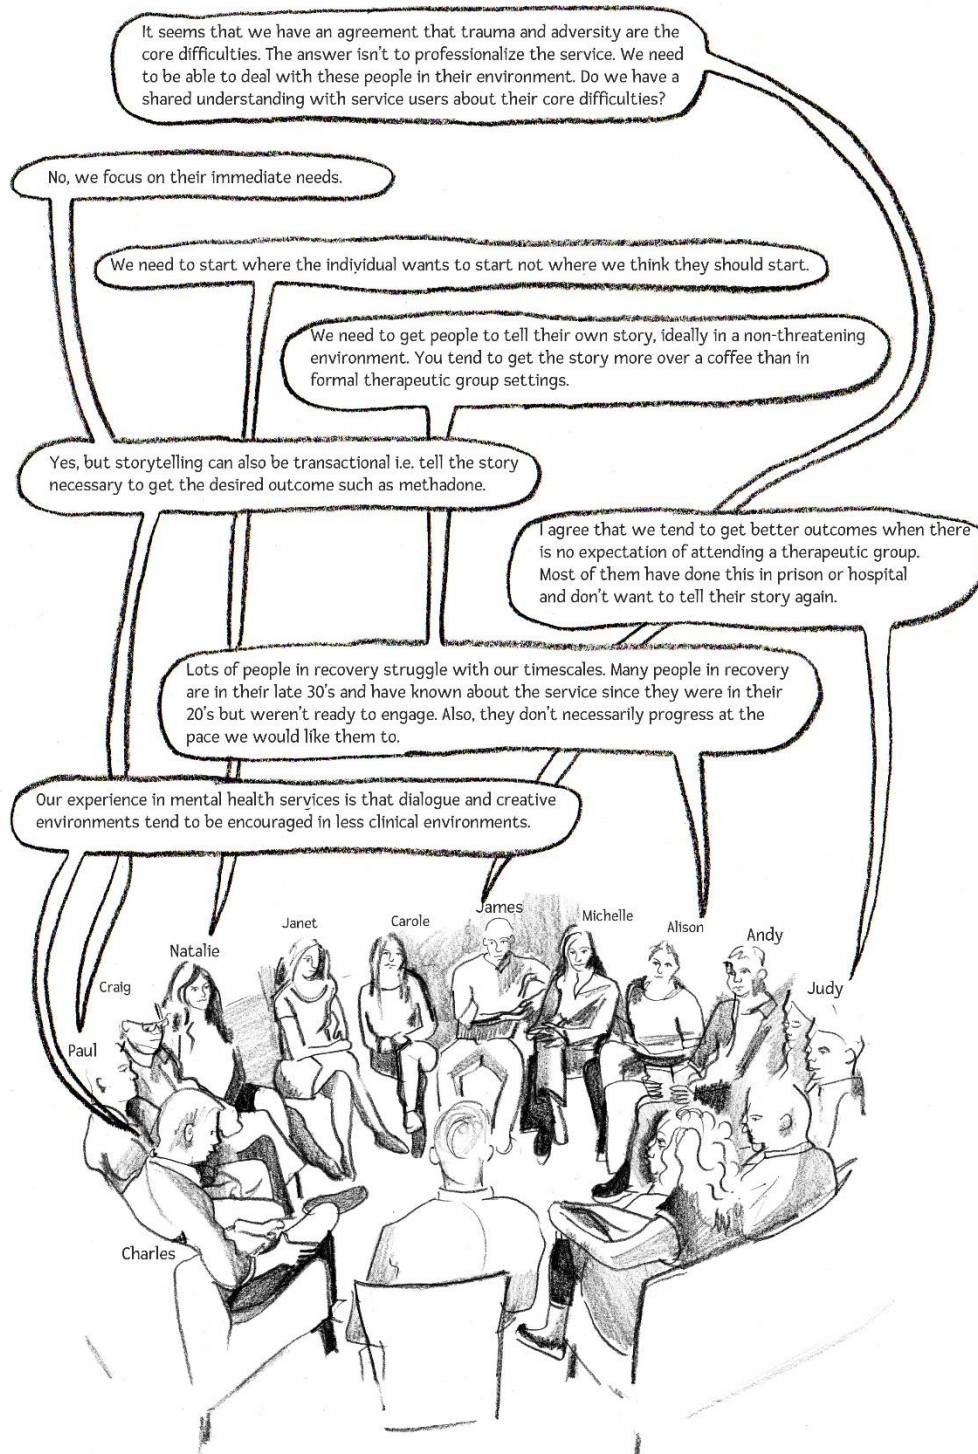 It seems that we have an agreement that trauma and adversity are the
core difficulties. The answer isn't to professionalize the service. We need
to be able to deal with these people in their environment. Do we have a
shared understanding with service users about their core difficulties?
No, we focus on their immediate needs.
We need to start where the individual wants to start not where we think they should start.
We need to get people to tell their own story, ideally in a non-threatening
environment. You tend to get the story more over a coffee than in
formal therapeutic group settings.
Yes, but storytelling can also be transactional i.e. tell the story
necessary to get the desired outcome such as methadone.
I agree that we tend to get better outcomes when there
is no expectation of attending a therapeutic group.
Most of them have done this in prison or hospital
and don't want to tell their story again.
Lots of people in recovery struggle with our timescales. Many people in recovery
are in their late 30's and have known about the service since they were in their
20's but weren't ready to engage. Also, they don't necessarily progress at the
pace we would like them to.
Our experience in mental health services is that dialogue and creative
environments tend to be encouraged in less clinical environments.
James
Michelle
Carole
Janet
Alison
Andy
Natalie
Craig
Judy
Paul
Charles